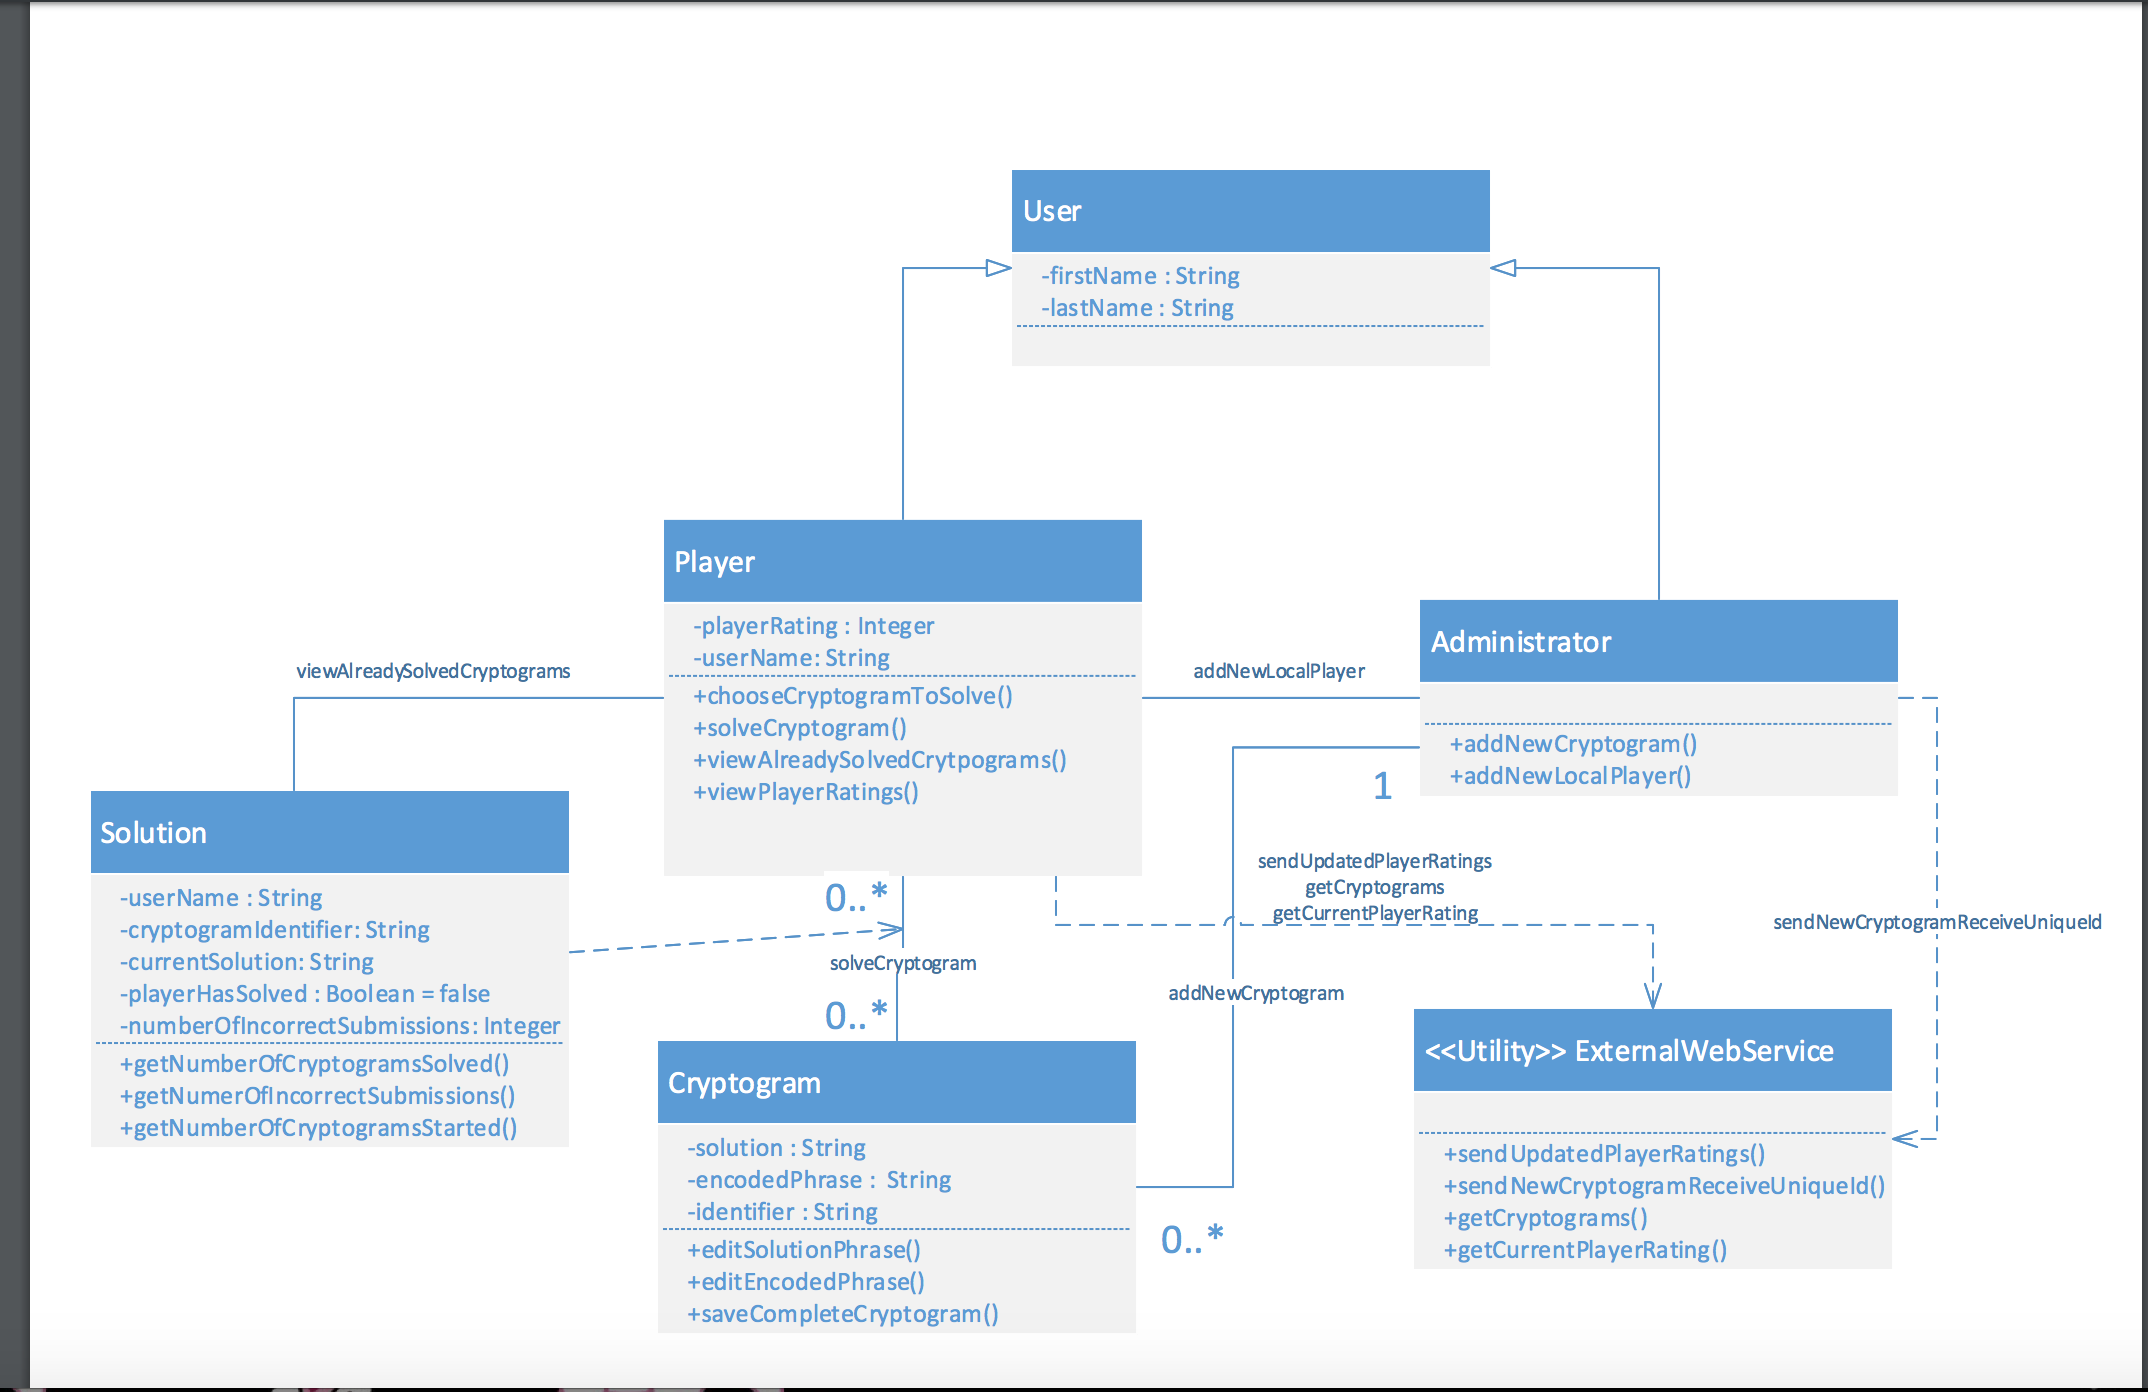 User
-firstName : String
-lastName : String
Player
-playerRating : Integer
-userName: String
+chooseCryptogramToSolve()
+solveCryptogram()
+viewAlreadySolvedCrytpograms()
+viewPlayerRatings()
viewAlreadySolvedCryptograms
addNewLocalPlayer
Administrator
+addNewCryptogram()
+addNewLocalPlayer()
1
Solution
-userName : String
-cryptogramIdentifier: String
-currentSolution: String
-playerHasSolved : Boolean = false
-numberOfIncorrectSubmissions: Integer
+getNumberOfCryptogramsSolved()
+getNumerOfIncorrectSubmissions()
+getNumberOfCryptogramsStarted()
0..*
solveCryptogram
0..*
sendUpdatedPlayerRatings
getCryptograms
getCurrentPlayerRating
sendNewCryptogramReceiveUniqueId
addNewCryptogram
Cryptogram
-solution : String
-encodedPhrase : String
-identifier : String
+editSolutionPhrase()
+editEncodedPhrase()
+saveCompleteCryptogram()
0..*
<<Utility>> ExternalWebService
+sendUpdatedPlayerRatings()
+sendNewCryptogramReceiveUniqueId()
+getCryptograms()
+getCurrentPlayerRating()